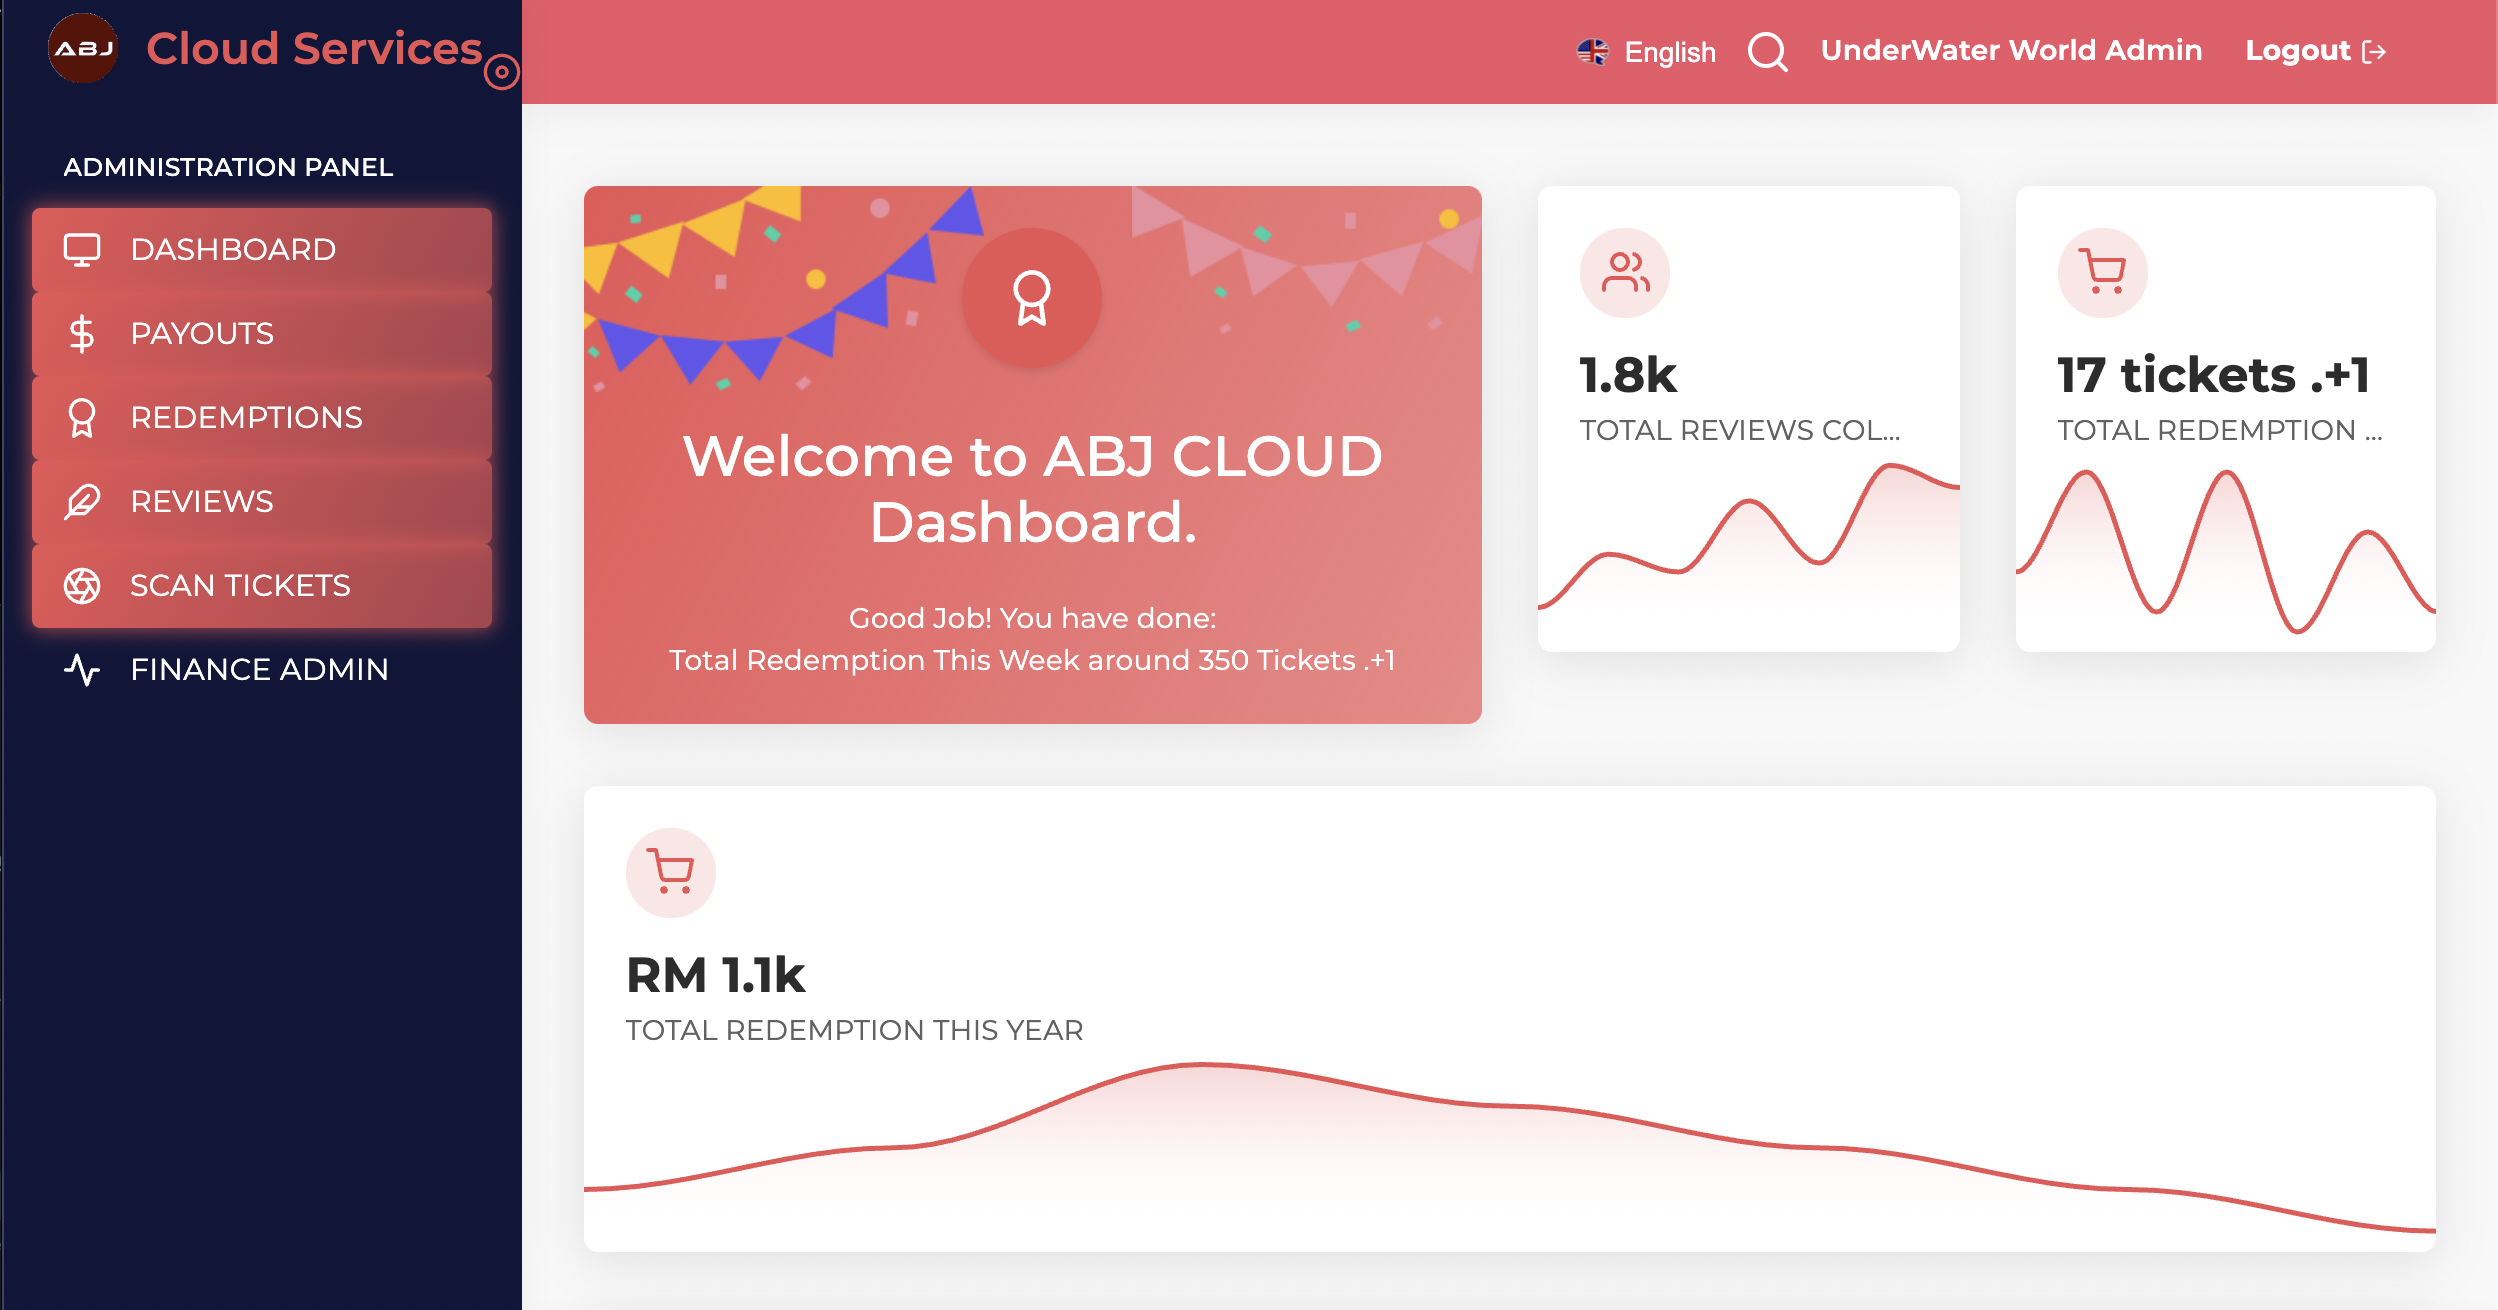 ABJ
Cloud Services
English
UnderWater World Admin
Logout
ADMINISTRATION PANEL
DASHBOARD
PAYOUTS
REDEMPTIONS
REVIEWS
SCAN TICKETS
FINANCE ADMIN
Welcome to ABJ CLOUD
Dashboard.
Good Job! You have done:
Total Redemption This Week around 350 Tickets .+1
1.8k
TOTAL REVIEWS COL...
17 tickets .+1
TOTAL REDEMPTION ...
RM 1.1k
TOTAL REDEMPTION THIS YEAR